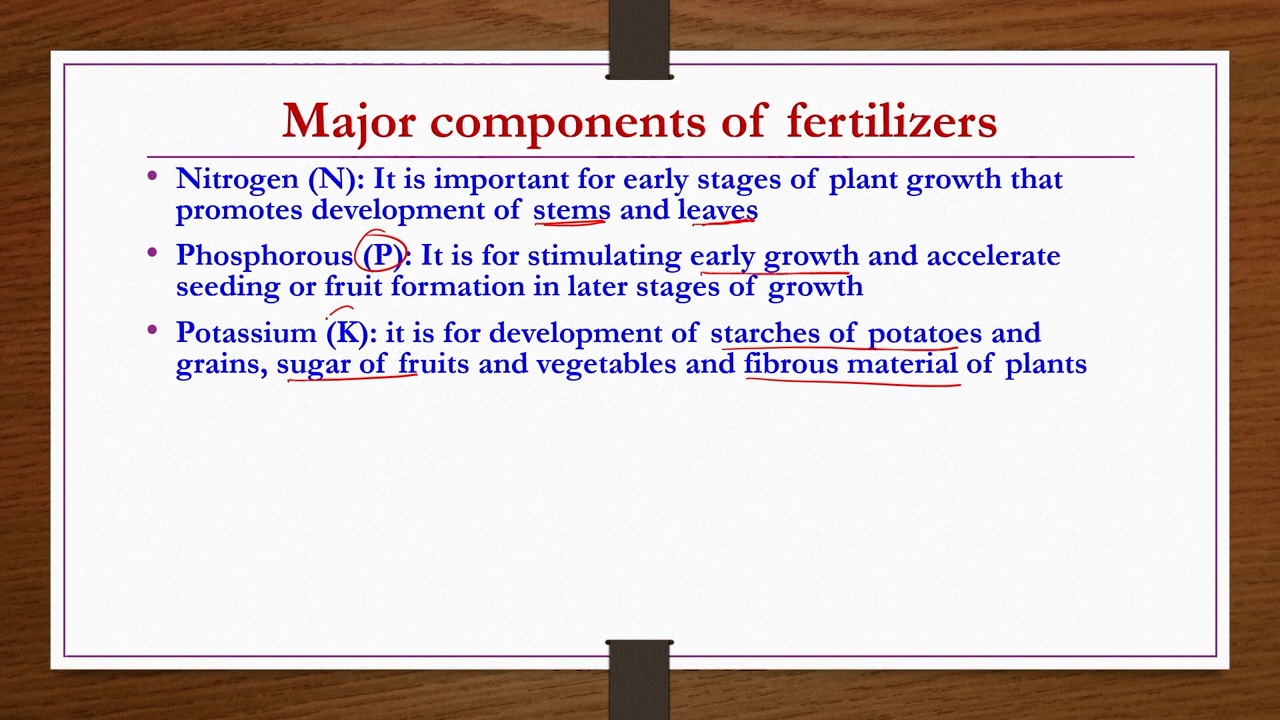 Major components of fertilizers
• Nitrogen (N): It is important for early stages of plant growth that
promotes development of stems and leaves
• Phosphorous (P): It is for stimulating early growth and accelerate
seeding or fruit formation in later stages of growth
• Potassium (K): it is for development of starches of potatoes and
grains, sugar of fruits and vegetables and fibrous material of plants